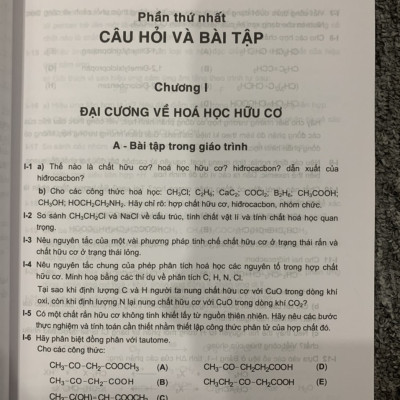 Phần thứ nhất
CÂU HỎI VÀ BÀI TẬP
Chương I
ĐẠI CƯƠNG VỀ HOÁ HỌC HỮU CƠ
A - Bài tập trong giáo trình
I-1 a) Thế nào là chất hữu cơ? hoá học hữu cơ? hiđrocacbon? dẫn xuất của
hiđrocacbon?
b) Cho các công thức hoá học: CH₃Cl; C₂H₄; CaC₂; COCl₂; B₂H₆; CH₃COOH;
CH₃OH; HOCH₂CH₂NH₂. Hãy chỉ rõ: hợp chất hữu cơ, hiđrocacbon, nhóm chức.
I-2 So sánh CH₃CH₂Cl và NaCl về cấu trúc, tính chất vật lí và tính chất hoá học quan
trọng.
I-3 Nêu nguyên tắc của một vài phương pháp tinh chế chất hữu cơ ở trạng thái rắn và
chất hữu cơ ở trạng thái lỏng.
I-4 Nêu nguyên tắc chung của phép phân tích hoá học các nguyên tố trong hợp chất
hữu cơ. Minh hoạ bằng các thí dụ về phân tích C, H, N, Cl.
Tại sao khi định lượng C và H người ta nung chất hữu cơ với CuO trong dòng khí
oxi, còn khi định lượng N lại nung chất hữu cơ với CuO trong dòng khí CO₂?
I-5 Có một chất rắn hữu cơ không tinh khiết lấy từ nguồn thiên nhiên. Hãy nêu các bước
thực nghiệm và tính toán cần thiết nhằm thiết lập công thức phân tử của hợp chất đó.
I-6 Hãy phân biệt đồng phân với tautome.
Cho các công thức:
CH₃-CO-CH₂-COOCH₃ (A) CH₃-CO-CH₂CH₂COOH (D)
CH₃-CO-CH₂-COOH (B) CH₃CH₂-CO-CH₂COOH (E)
CH₃-C(OH)=CH-COOCH₃ (C)